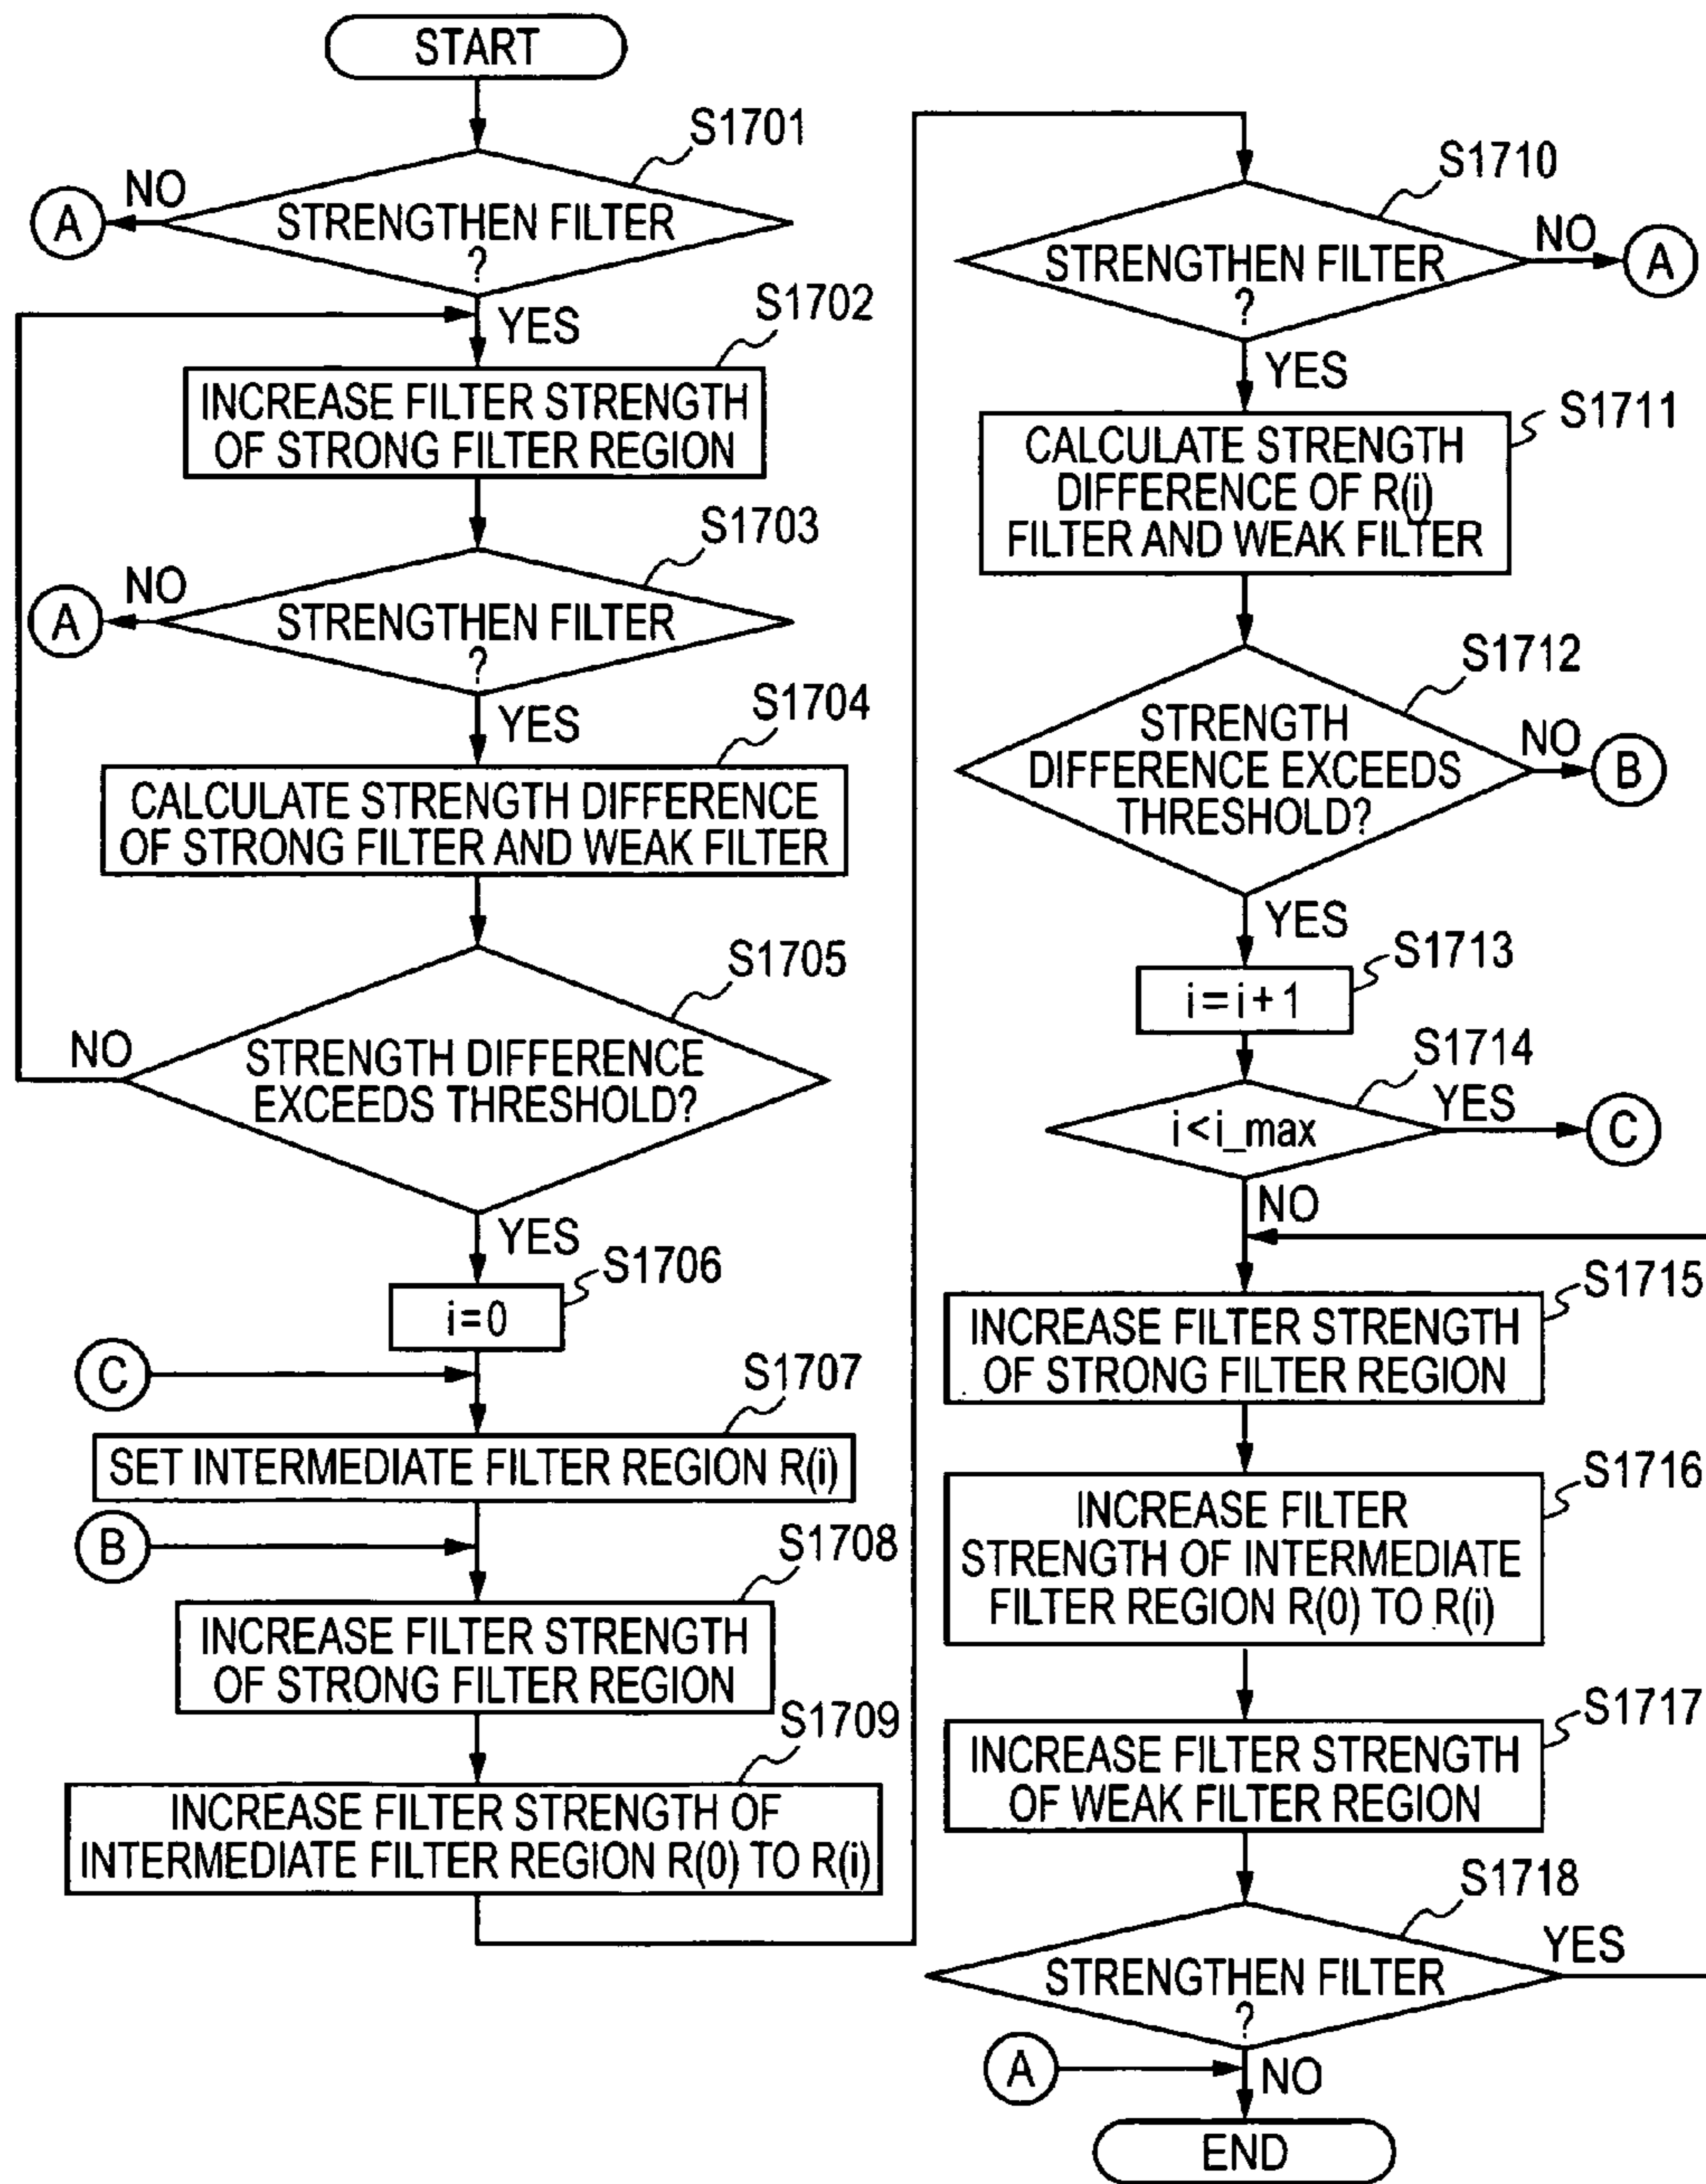 START
S1701
NO
A
STRENGTHEN FILTER
?
YES
S1702
INCREASE FILTER STRENGTH
OF STRONG FILTER REGION
S1703
NO
A
STRENGTHEN FILTER
?
YES
S1704
CALCULATE STRENGTH DIFFERENCE
OF STRONG FILTER AND WEAK FILTER
S1705
NO
STRENGTH DIFFERENCE
EXCEEDS THRESHOLD?
YES
S1706
i=0
C
S1707
SET INTERMEDIATE FILTER REGION R(i)
B
S1708
INCREASE FILTER STRENGTH
OF STRONG FILTER REGION
S1709
INCREASE FILTER STRENGTH OF
INTERMEDIATE FILTER REGION R(0) TO R(i)
S1710
NO
A
STRENGTHEN FILTER
?
YES
S1711
CALCULATE STRENGTH
DIFFERENCE OF R(i)
FILTER AND WEAK FILTER
S1712
STRENGTH
DIFFERENCE EXCEEDS
THRESHOLD?
NO
B
YES
S1713
i=i+1
S1714
YES
i<i_max
C
NO
S1715
INCREASE FILTER STRENGTH
OF STRONG FILTER REGION
S1716
INCREASE FILTER
STRENGTH OF INTERMEDIATE
FILTER REGION R(0) TO R(i)
S1717
INCREASE FILTER STRENGTH
OF WEAK FILTER REGION
S1718
YES
STRENGTHEN FILTER
?
A
NO
END